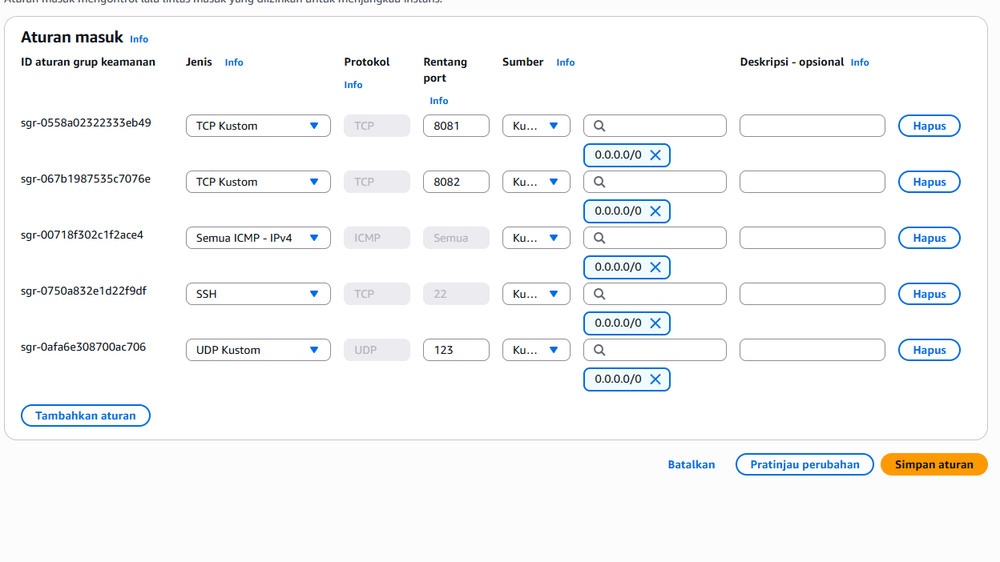 Aturan masuk mengontrol lalu lintas masuk yang diizinkan untuk menjangkau instans.
Aturan masuk Info
ID aturan grup keamanan Jenis Info Protokol Info Rentang port Info Sumber Info Deskripsi - opsional Info
sgr-0558a02322333eb49 TCP Kustom TCP 8081 Ku... Hapus
0.0.0.0/0
sgr-067b1987535c7076e TCP Kustom TCP 8082 Ku... Hapus
0.0.0.0/0
sgr-00718f302c1f2ace4 Semua ICMP - IPv4 ICMP Semua Ku... Hapus
0.0.0.0/0
sgr-0750a832e1d22f9df SSH TCP 22 Ku... Hapus
0.0.0.0/0
sgr-0afa6e308700ac706 UDP Kustom UDP 123 Ku... Hapus
0.0.0.0/0
Tambahkan aturan
Batalkan Pratinjau perubahan Simpan aturan